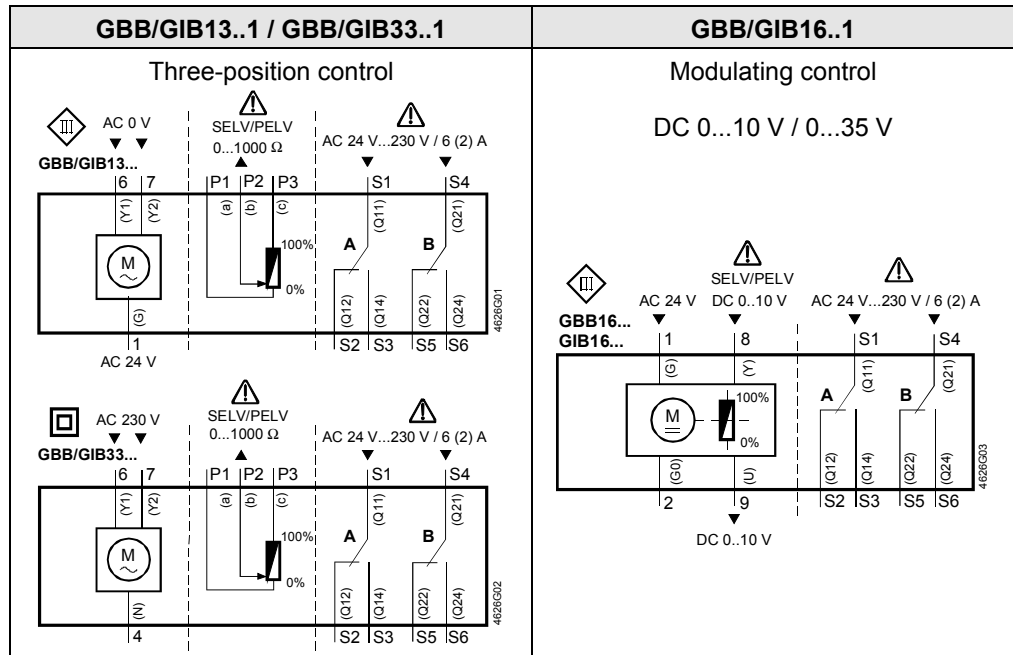 GBB/GIB13..1 / GBB/GIB33..1
Three-position control
III
AC 0 V
SELV/PELV
0...1000 Ω
AC 24 V...230 V / 6 (2) A
GBB/GIB13...
6 7 P1 P2 P3 S1 S4
(Y1) (Y2) (a) (b) (c) (Q11) (Q21)
M
~
100%
0%
A B
(G) (Q12) (Q14) (Q22) (Q24)
1 S2 S3 S5 S6
AC 24 V
4626G01
AC 230 V
SELV/PELV
0...1000 Ω
AC 24 V...230 V / 6 (2) A
GBB/GIB33...
6 7 P1 P2 P3 S1 S4
(Y1) (Y2) (a) (b) (c) (Q11) (Q21)
M
~
100%
0%
A B
(N) (Q12) (Q14) (Q22) (Q24)
4 S2 S3 S5 S6
4626G02
GBB/GIB16..1
Modulating control
DC 0...10 V / 0...35 V
III
SELV/PELV
AC 24 V DC 0..10 V AC 24 V...230 V / 6 (2) A
GBB16...
GIB16...
1 8 S1 S4
(G) (Y) (Q11) (Q21)
M
100%
0%
A B
(G0) (U) (Q12) (Q14) (Q22) (Q24)
2 9 S2 S3 S5 S6
DC 0..10 V
4626G03